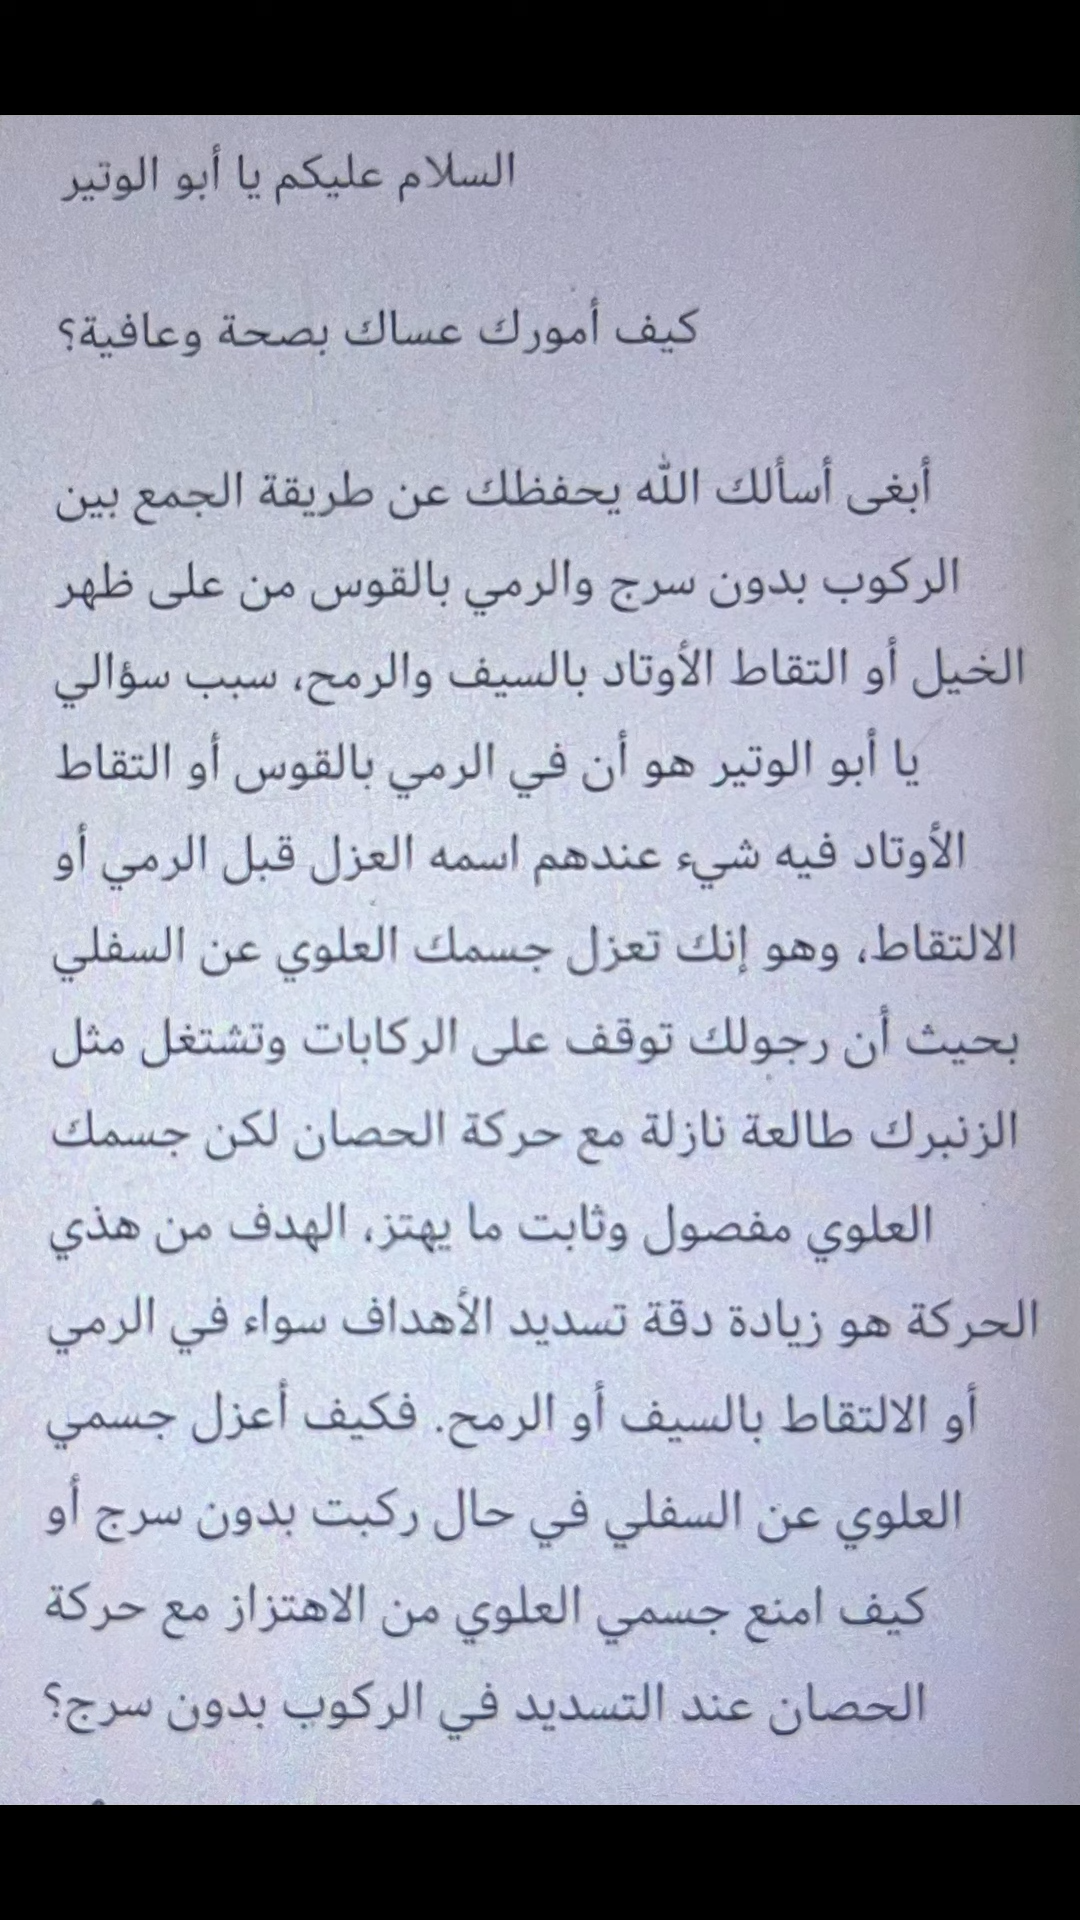 السلام عليكم يا أبو الوتير
كيف أمورك عساك بصحة وعافية؟
أبغى أسألك الله يحفظك عن طريقة الجمع بين
الركوب بدون سرج والرمي بالقوس من على ظهر
الخيل أو التقاط الأوتاد بالسيف والرمح، سبب سؤالي
يا أبو الوتير هو أن في الرمي بالقوس أو التقاط
الأوتاد فيه شيء عندهم اسمه العزل قبل الرمي أو
الالتقاط، وهو إنك تعزل جسمك العلوي عن السفلي
بحيث أن رجولك توقف على الركابات وتشتغل مثل
الزنبرك طالعة نازلة مع حركة الحصان لكن جسمك
العلوي مفصول وثابت ما يهتز، الهدف من هذي
الحركة هو زيادة دقة تسديد الأهداف سواء في الرمي
أو الالتقاط بالسيف أو الرمح. فكيف أعزل جسمي
العلوي عن السفلي في حال ركبت بدون سرج أو
كيف امنع جسمي العلوي من الاهتزاز مع حركة
الحصان عند التسديد في الركوب بدون سرج؟